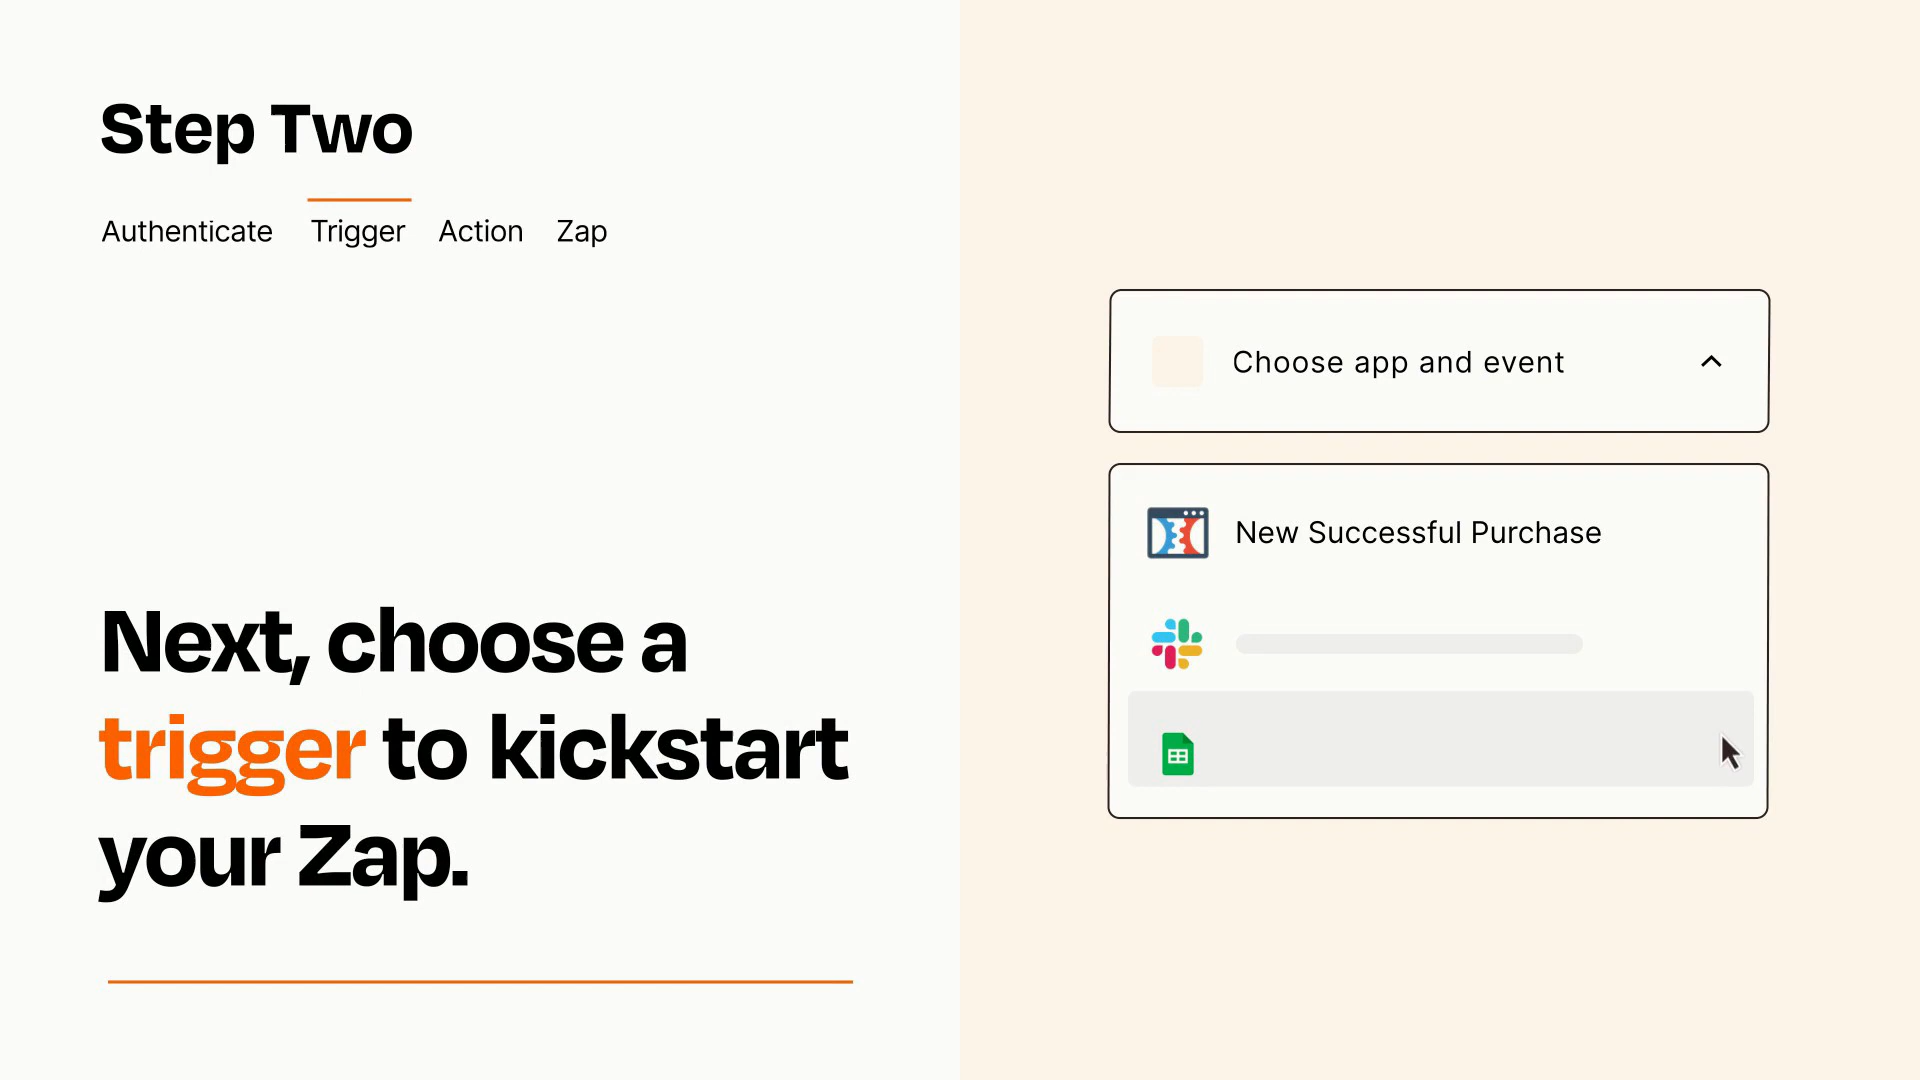 Step Two
Authenticate Trigger Action Zap
Next, choose a
trigger to kickstart
your Zap.
Choose app and event
New Successful Purchase